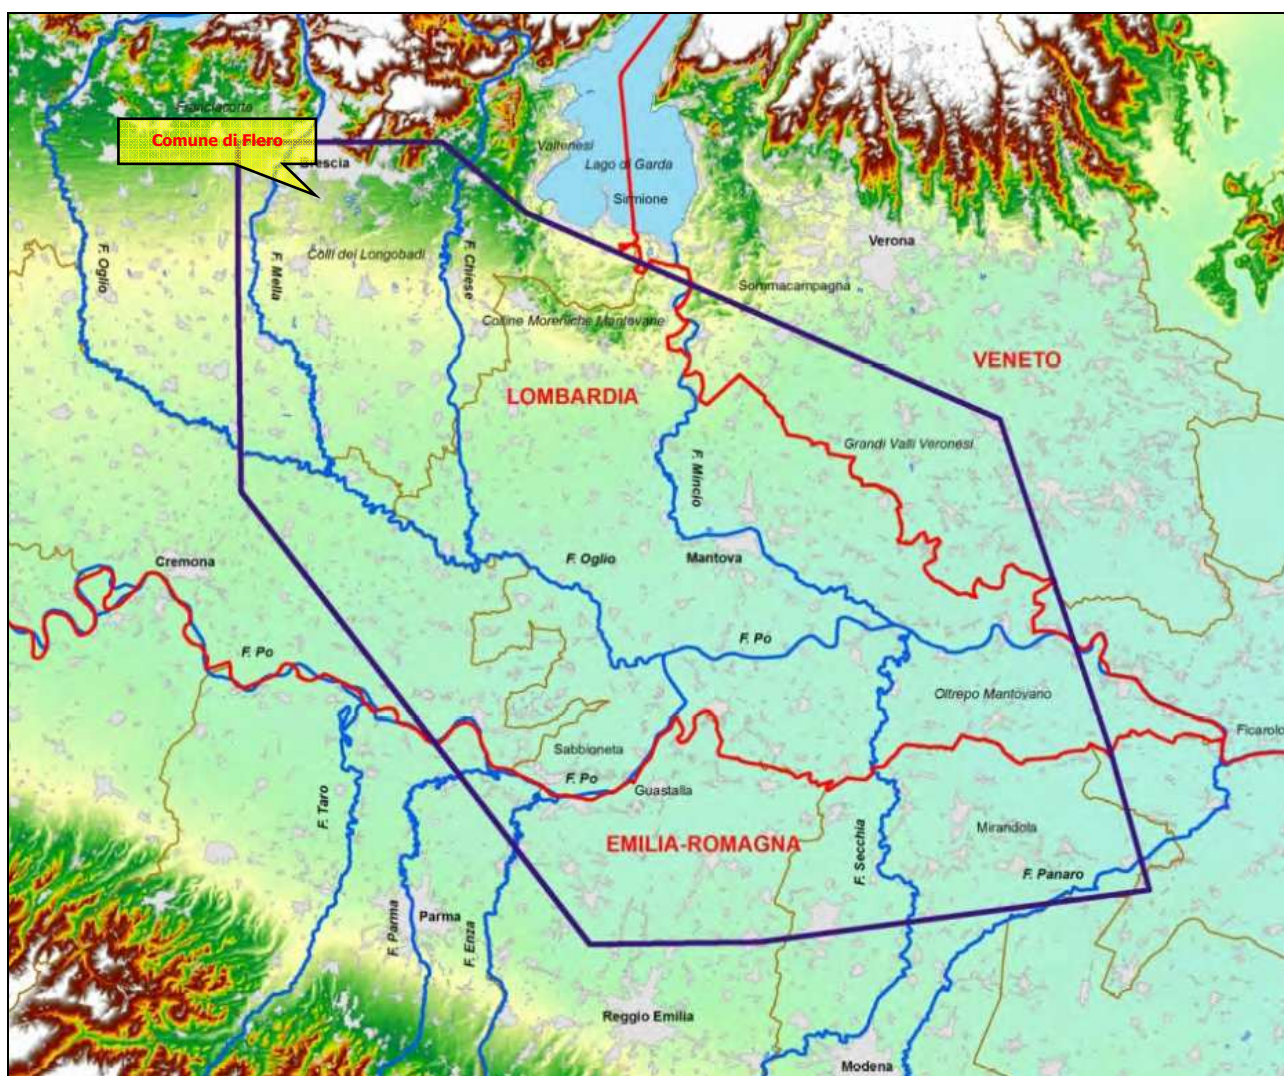 Franciacorta
Comune di Flero
Brescia
Valtenesi
Lago di Garda
Sirmione
Verona
F. Oglio
F. Mella
Colli dei Longobadi
F. Chiese
Sommacampagna
Colline Moreniche Mantovane
VENETO
LOMBARDIA
Grandi Valli Veronesi
F. Mincio
Cremona
F. Oglio
Mantova
F. Po
F. Po
Oltrepo Mantovano
Ficarolo
Sabbioneta
F. Po
Guastalla
F. Taro
EMILIA-ROMAGNA
F. Secchia
Mirandola
F. Panaro
F. Parma
Parma
F. Enza
Reggio Emilia
Modena